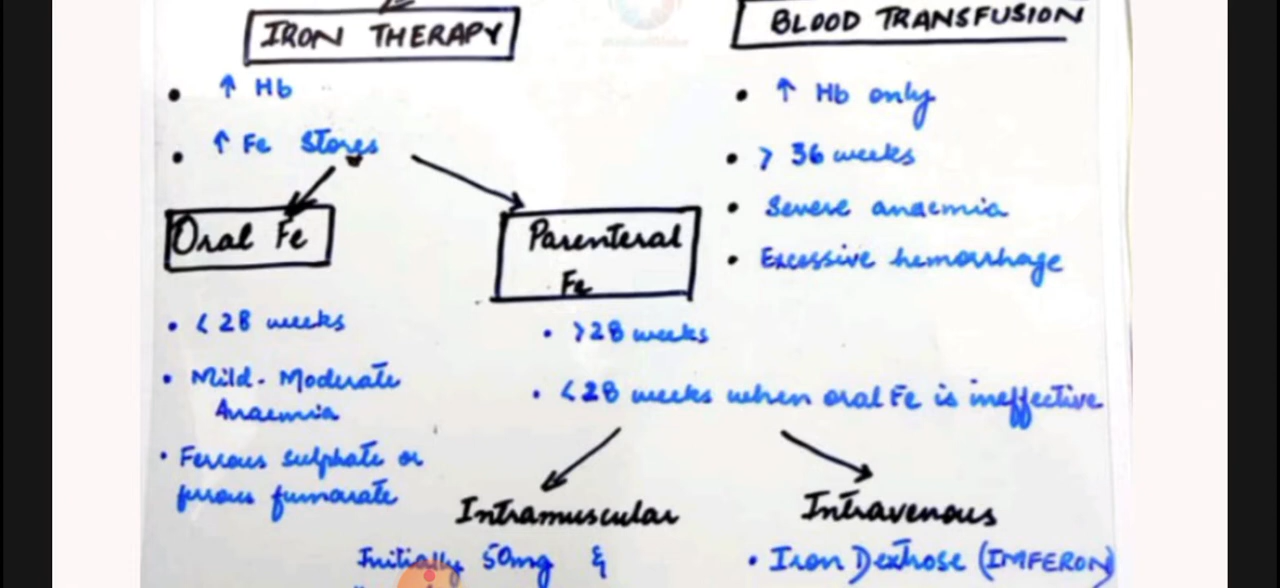 IRON THERAPY
• ↑ Hb
• ↑ Fe Stores
Oral Fe
• < 28 weeks
• Mild - Moderate
Anaemia
• Ferrous sulphate or
ferrous fumarate
Parenteral
Fe
• >28 weeks
• <28 weeks when oral Fe is ineffective
Intramuscular
Initially 50mg &
Intravenous
• Iron Dextrose (IMFERON)
BLOOD TRANSFUSION
• ↑ Hb only
• > 36 weeks
• Severe anaemia
• Excessive hemorrhage